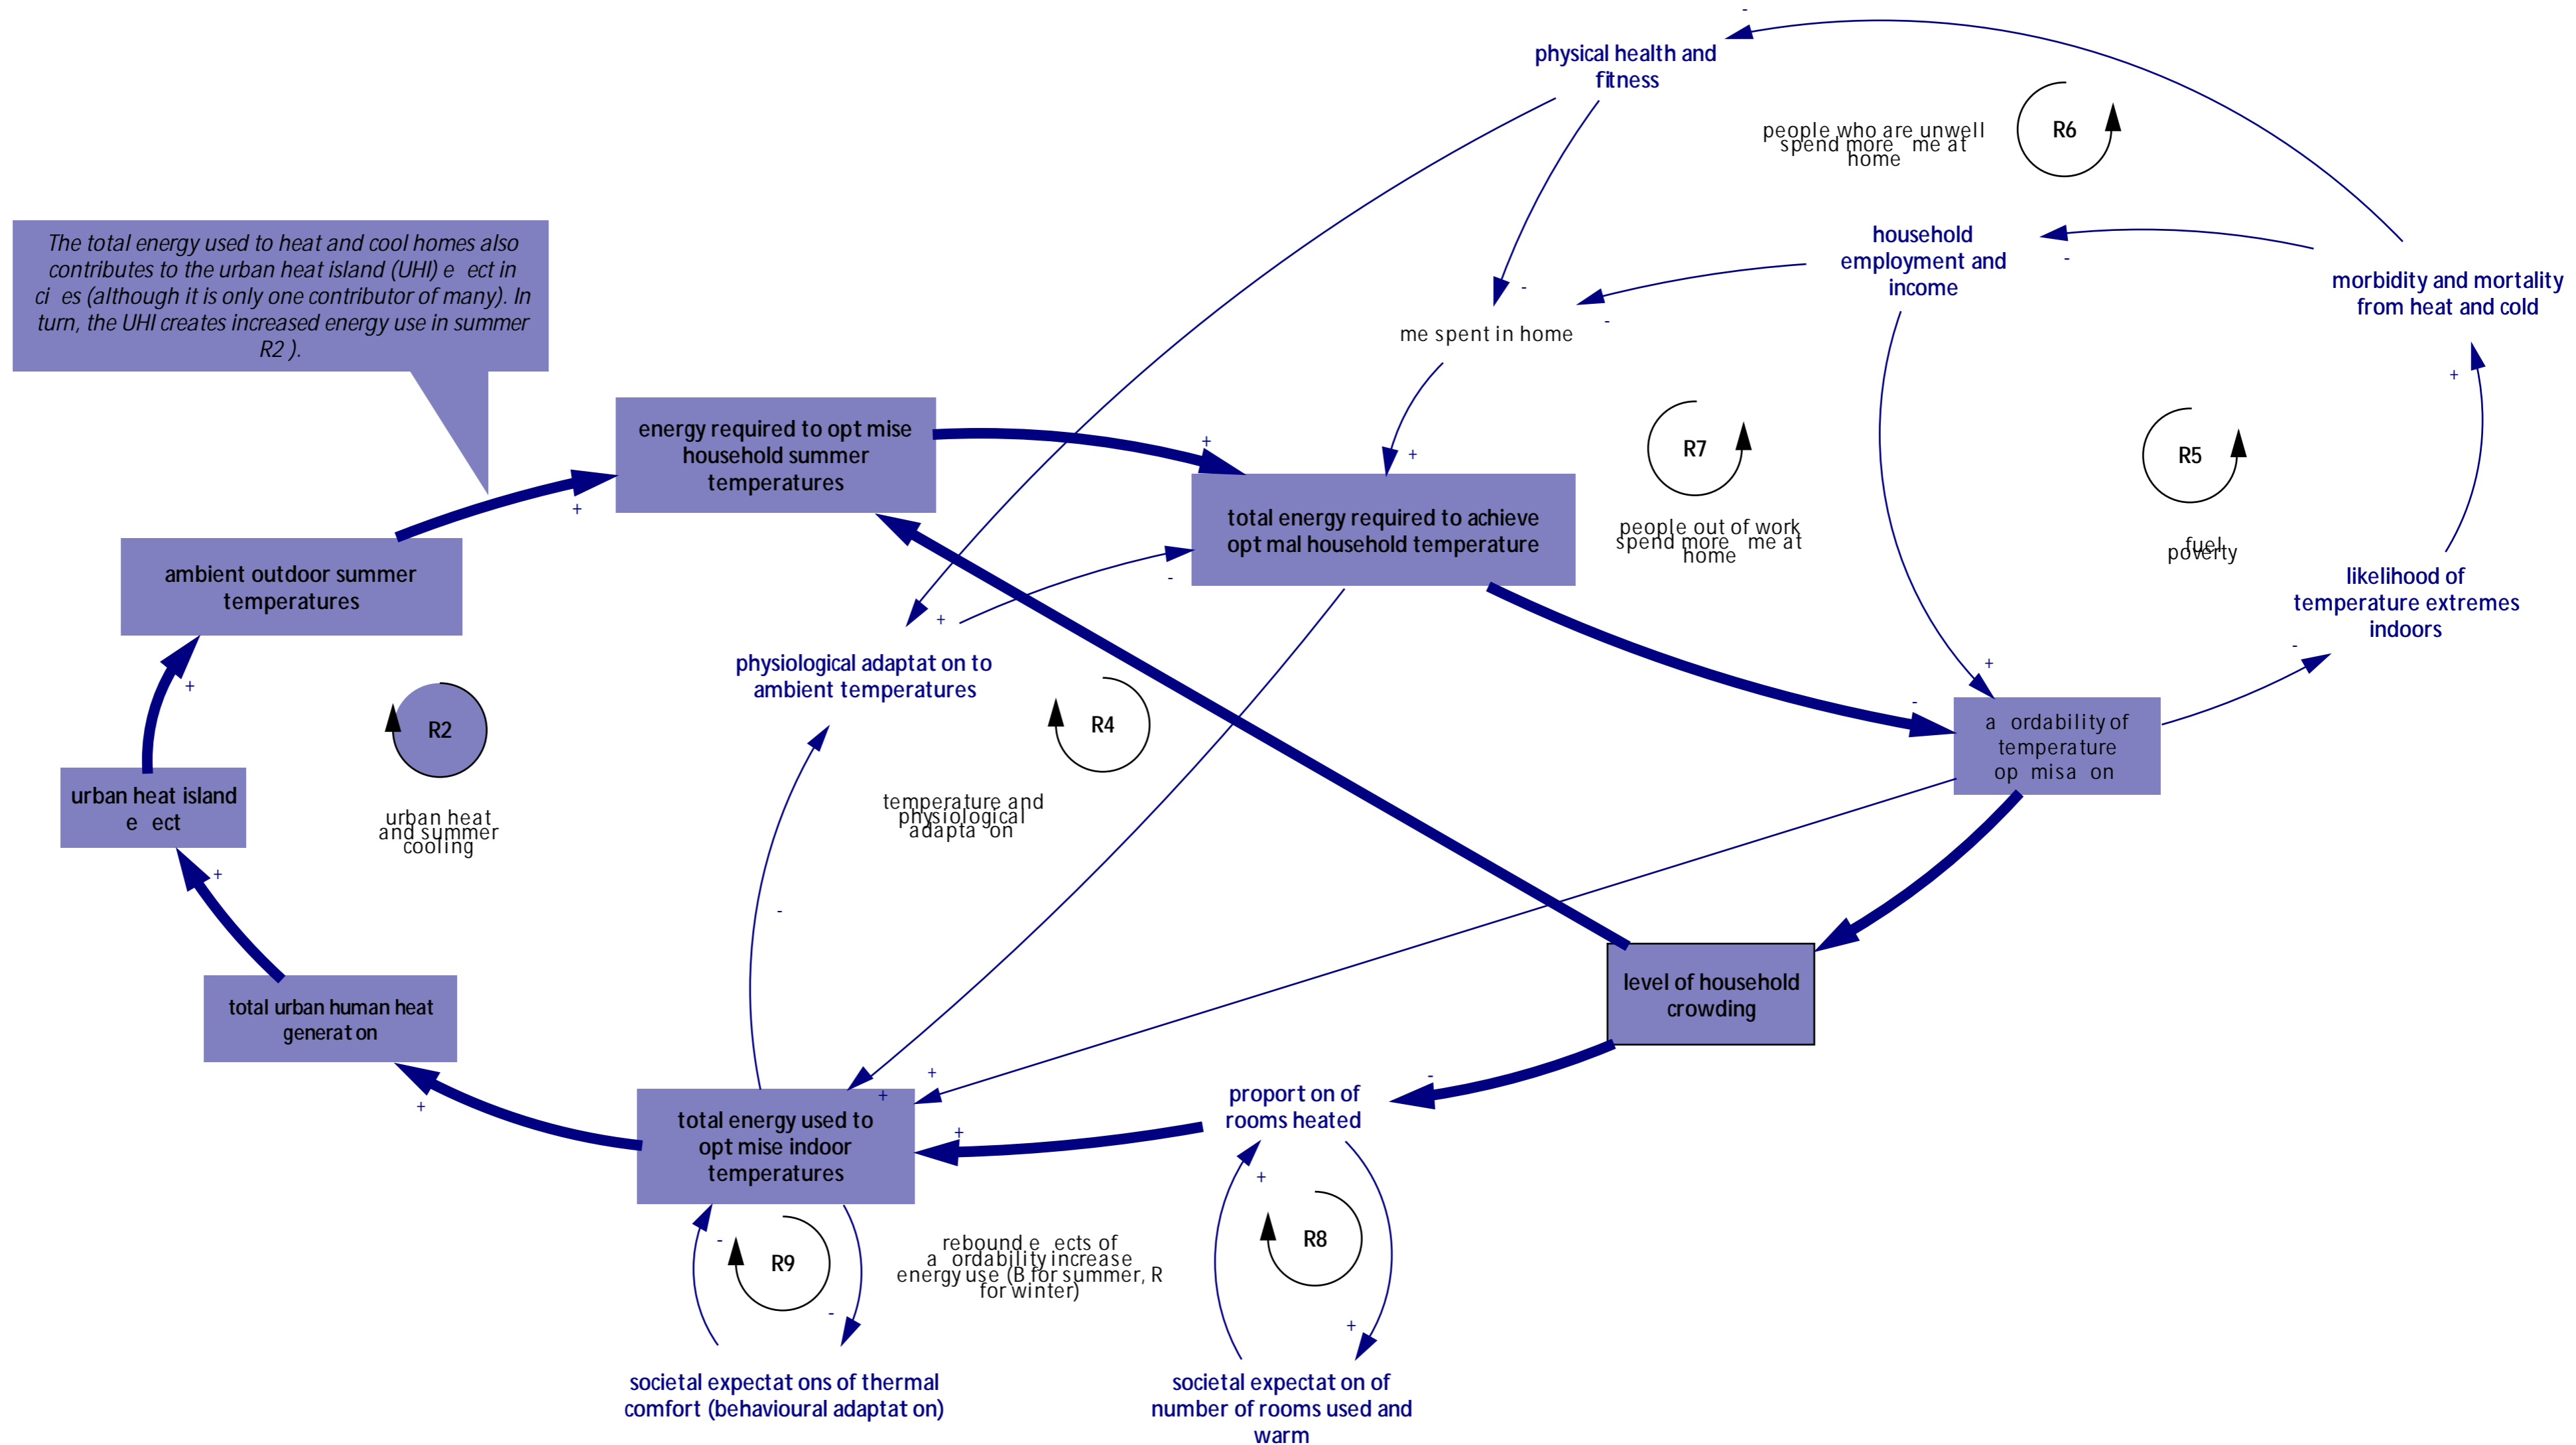 physical health and
fitness
people who are unwell
spend more me at
home
R6
The total energy used to heat and cool homes also
contributes to the urban heat island (UHI) e ect in
ci es (although it is only one contributor of many). In
turn, the UHI creates increased energy use in summer
R2 ).
household
employment and
income
morbidity and mortality
from heat and cold
me spent in home
energy required to opt mise
household summer
temperatures
total energy required to achieve
opt mal household temperature
R7
people out of work
spend more me at
home
R5
fuel
poverty
likelihood of
temperature extremes
indoors
ambient outdoor summer
temperatures
physiological adaptat on to
ambient temperatures
R2
urban heat
and summer
cooling
R4
temperature and
physiological
adapta on
a ordability of
temperature
op misa on
urban heat island
e ect
total urban human heat
generat on
level of household
crowding
proport on of
rooms heated
total energy used to
opt mise indoor
temperatures
R9
rebound e ects of
a ordability increase
energy use (B for summer, R
for winter)
R8
societal expectat ons of thermal
comfort (behavioural adaptat on)
societal expectat on of
number of rooms used and
warm